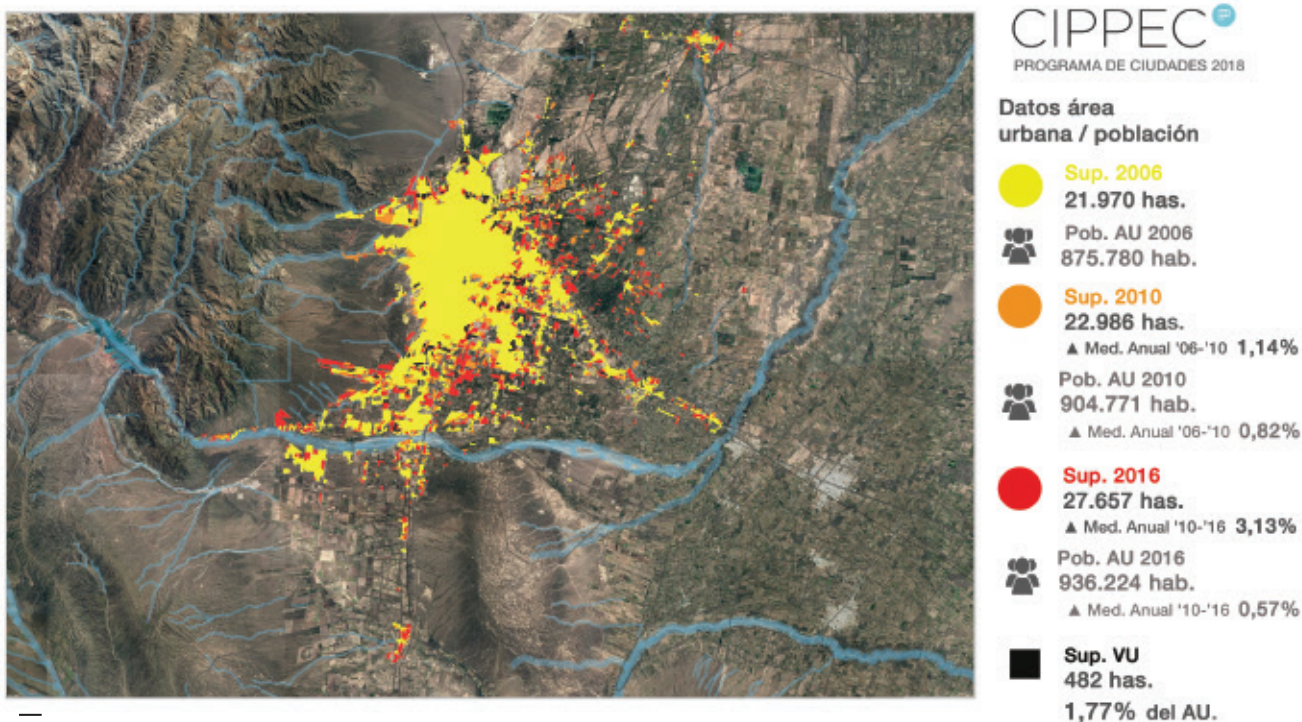 CIPPEC
PROGRAMA DE CIUDADES 2018
Datos área
urbana / población
Sup. 2006
21.970 has.
Pob. AU 2006
875.780 hab.
Sup. 2010
22.986 has.
▲ Med. Anual '06-'10 1,14%
Pob. AU 2010
904.771 hab.
▲ Med. Anual '06-'10 0,82%
Sup. 2016
27.657 has.
▲ Med. Anual '10-'16 3,13%
Pob. AU 2016
936.224 hab.
▲ Med. Anual '10-'16 0,57%
Sup. VU
482 has.
1,77% del AU.